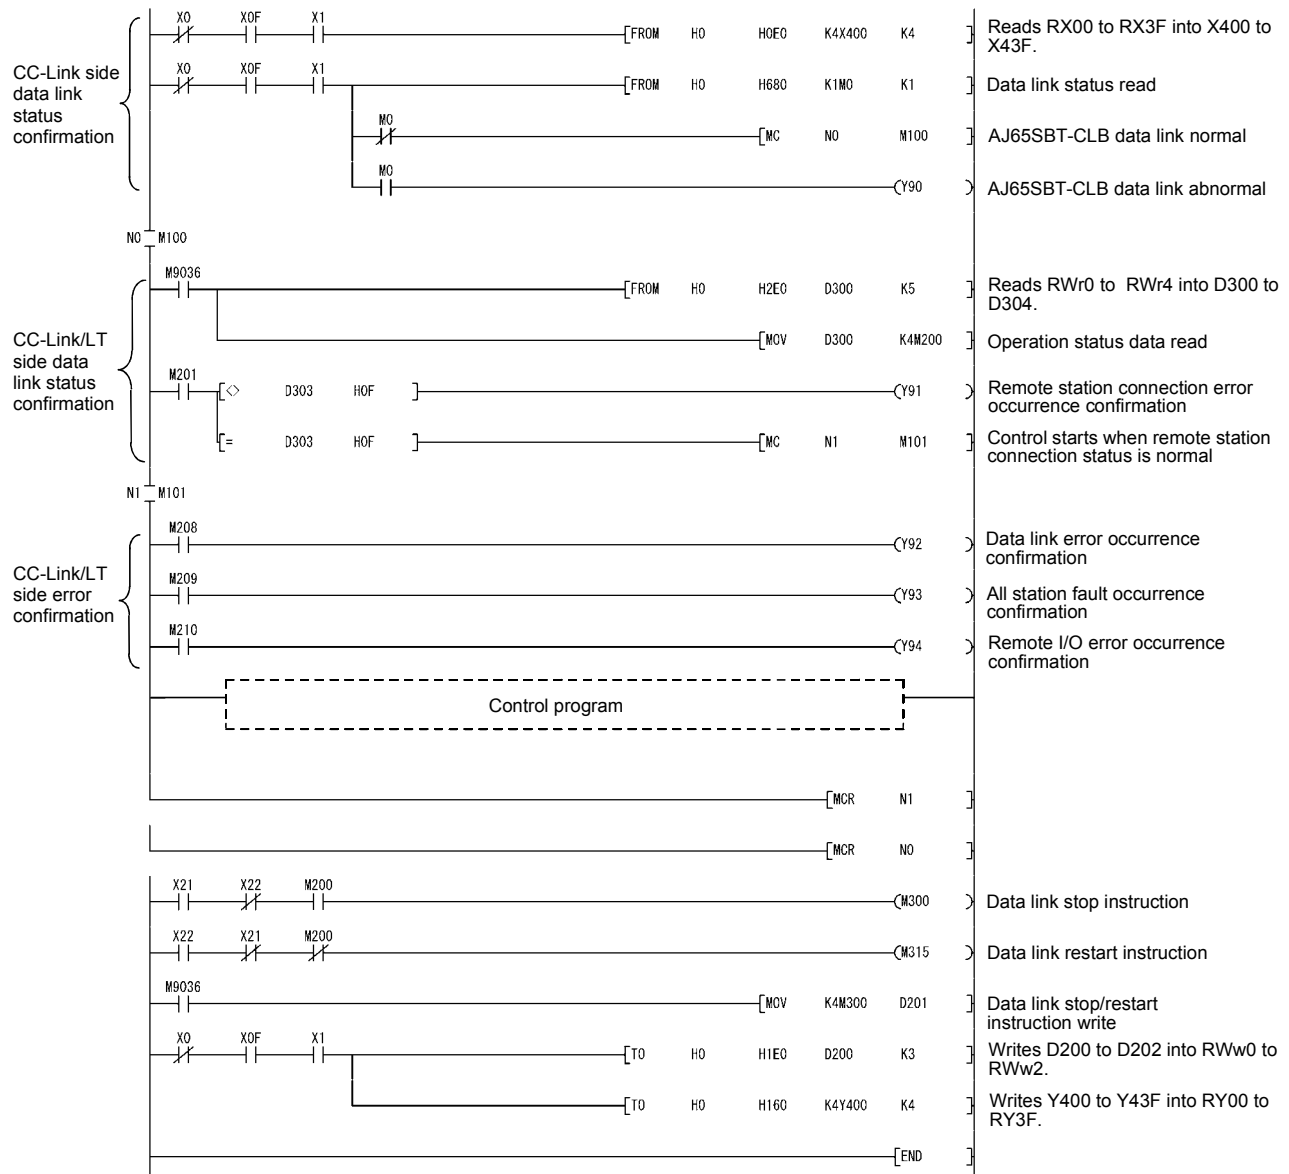 X0 X0F X1
[FROM H0 H0E0 K4X400 K4 ]
Reads RX00 to RX3F into X400 to
X43F.
CC-Link side
data link
status
confirmation
X0 X0F X1
[FROM H0 H680 K1M0 K1 ]
Data link status read
M0
[MC N0 M100 ]
AJ65SBT-CLB data link normal
M0
(Y90 )
AJ65SBT-CLB data link abnormal
N0 M100
CC-Link/LT
side data
link status
confirmation
M9036
[FROM H0 H2E0 D300 K5 ]
Reads RWr0 to RWr4 into D300 to
D304.
[MOV D300 K4M200 ]
Operation status data read
M201
[<> D303 H0F ]
(Y91 )
Remote station connection error
occurrence confirmation
[= D303 H0F ]
[MC N1 M101 ]
Control starts when remote station
connection status is normal
N1 M101
CC-Link/LT
side error
confirmation
M208
(Y92 )
Data link error occurrence
confirmation
M209
(Y93 )
All station fault occurrence
confirmation
M210
(Y94 )
Remote I/O error occurrence
confirmation
Control program
[MCR N1 ]
[MCR N0 ]
X21 X22 M200
(M300 )
Data link stop instruction
X22 X21 M200
(M315 )
Data link restart instruction
M9036
[MOV K4M300 D201 ]
Data link stop/restart
instruction write
X0 X0F X1
[TO H0 H1E0 D200 K3 ]
Writes D200 to D202 into RWw0 to
RWw2.
[TO H0 H160 K4Y400 K4 ]
Writes Y400 to Y43F into RY00 to
RY3F.
[END ]